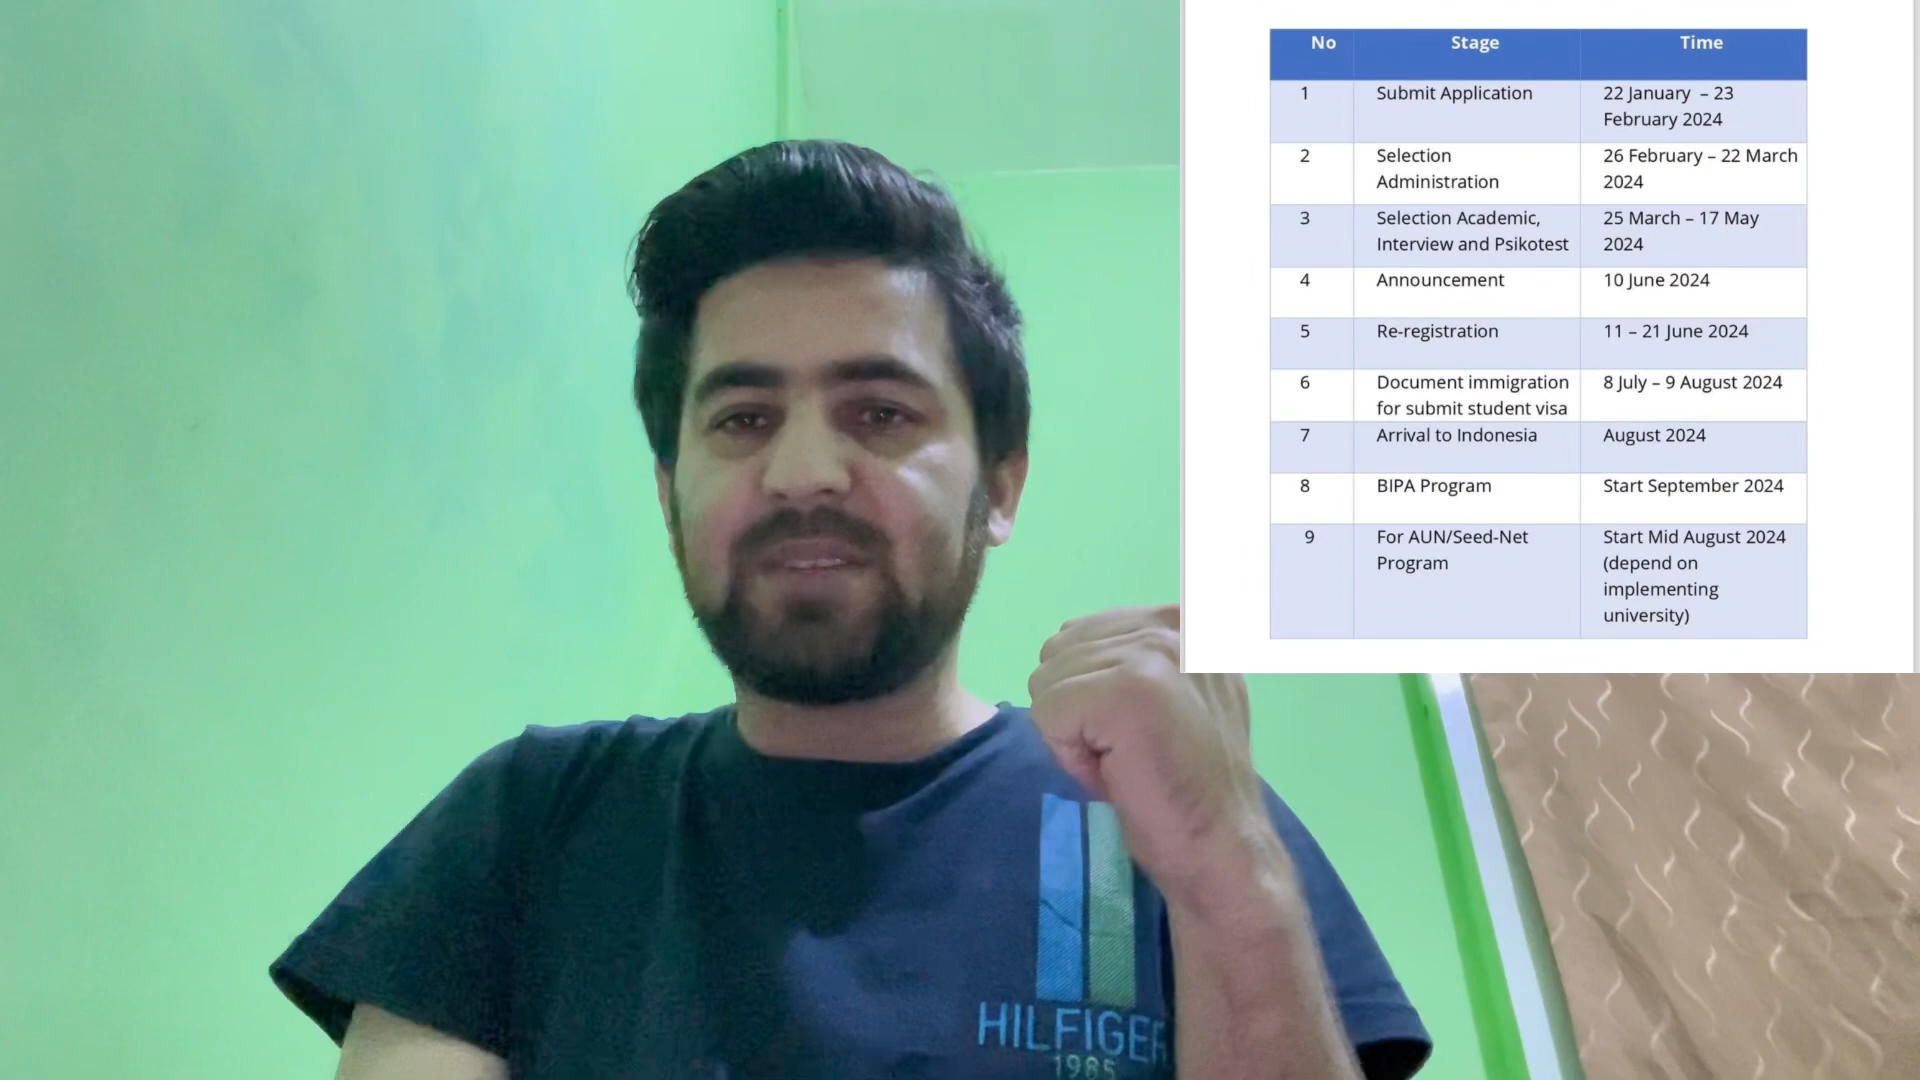 No Stage Time
1 Submit Application 22 January – 23
February 2024
2 Selection 26 February – 22 March
Administration 2024
3 Selection Academic, 25 March – 17 May
Interview and Psikotest 2024
4 Announcement 10 June 2024
5 Re-registration 11 – 21 June 2024
6 Document immigration 8 July – 9 August 2024
for submit student visa
7 Arrival to Indonesia August 2024
8 BIPA Program Start September 2024
9 For AUN/Seed-Net Start Mid August 2024
Program (depend on
implementing
university)
HILFIGER
1985